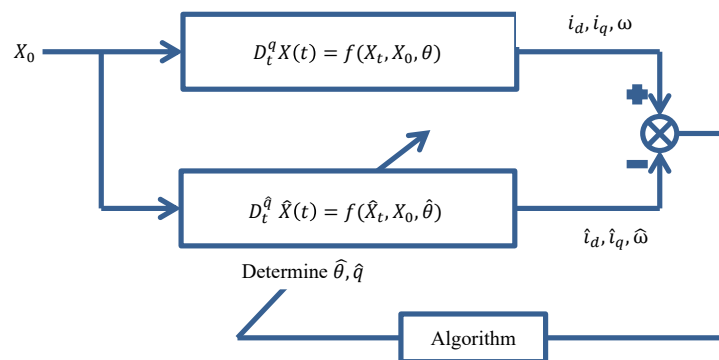 X₀
D_t^q X(t) = f(X_t, X₀, θ)
i_d, i_q, ω
+
D_t^q̂ X̂(t) = f(X̂_t, X₀, θ̂)
−
î_d, î_q, ω̂
Determine θ̂, q̂
Algorithm